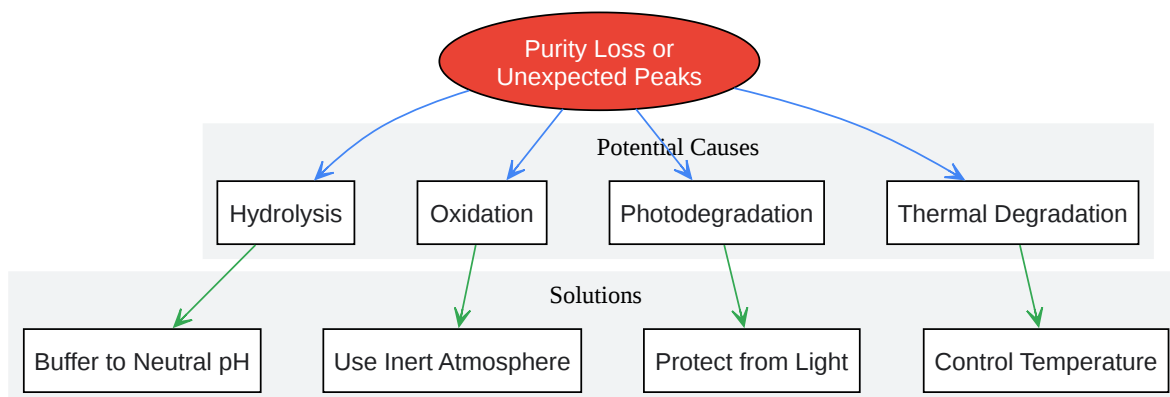 Purity Loss or
Unexpected Peaks
Potential Causes
Hydrolysis
Oxidation
Photodegradation
Thermal Degradation
Solutions
Buffer to Neutral pH
Use Inert Atmosphere
Protect from Light
Control Temperature